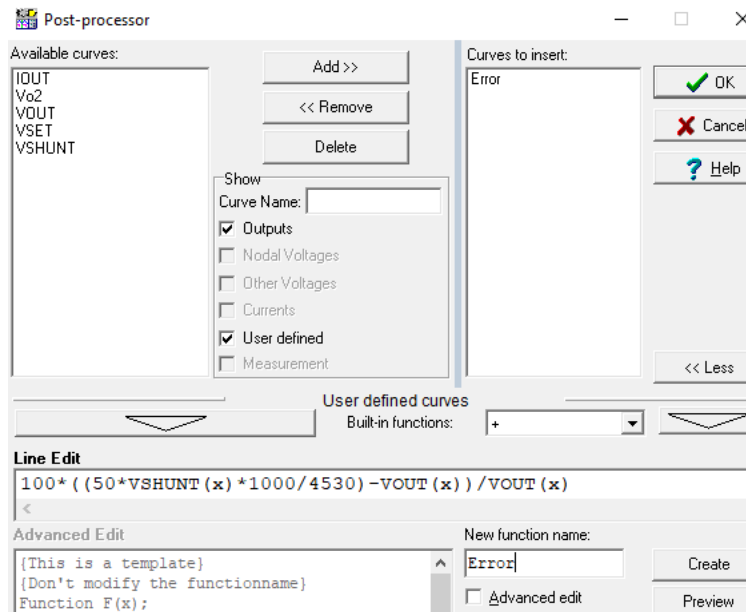 Post-processor
Available curves:
IOUT
Vo2
VOUT
VSET
VSHUNT
Add >>
<< Remove
Delete
Show
Curve Name:
Outputs
Nodal Voltages
Other Voltages
Currents
User defined
Measurement
Curves to insert:
Error
OK
Cancel
Help
<< Less
User defined curves
Built-in functions:
+
Line Edit
100*((50*VSHUNT(x)*1000/4530)-VOUT(x))/VOUT(x)
Advanced Edit
{This is a template}
{Don't modify the functionname}
Function F(x);
New function name:
Error
Advanced edit
Create
Preview